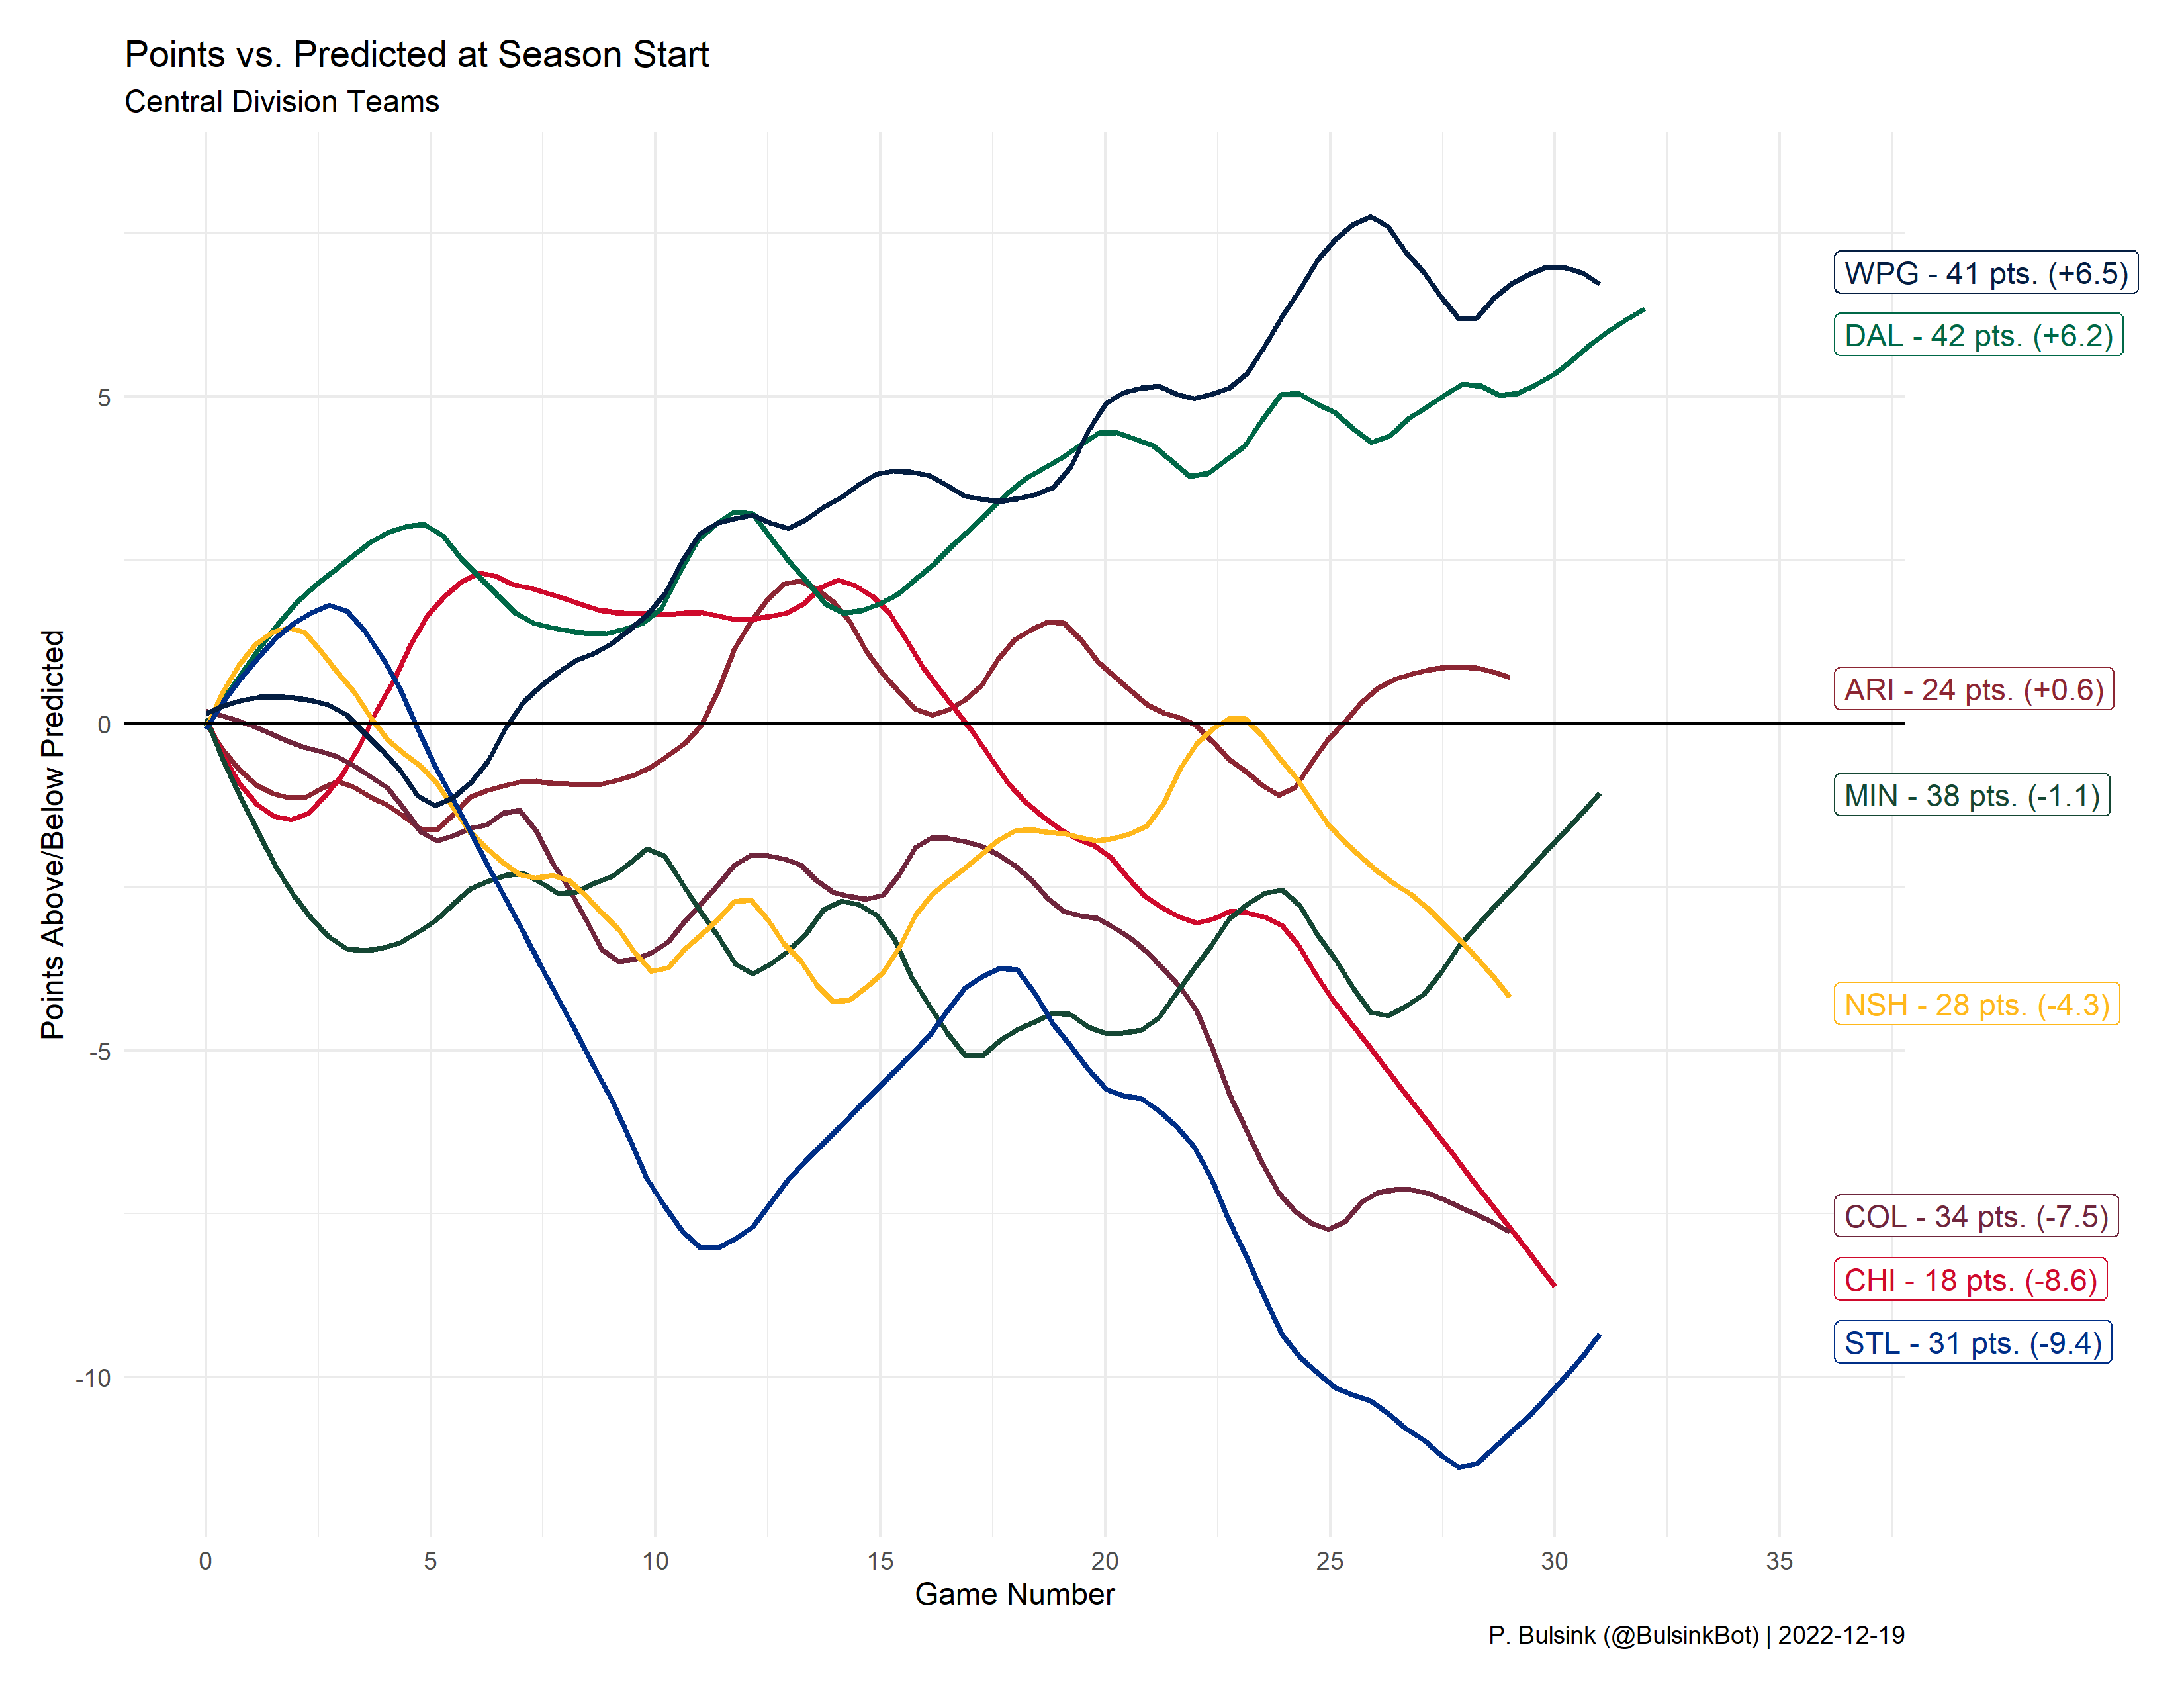 Points vs. Predicted at Season Start
Central Division Teams
Points Above/Below Predicted
5
0
-5
-10
WPG - 41 pts. (+6.5)
DAL - 42 pts. (+6.2)
ARI - 24 pts. (+0.6)
MIN - 38 pts. (-1.1)
NSH - 28 pts. (-4.3)
COL - 34 pts. (-7.5)
CHI - 18 pts. (-8.6)
STL - 31 pts. (-9.4)
0 5 10 15 20 25 30 35
Game Number
P. Bulsink (@BulsinkBot) | 2022-12-19